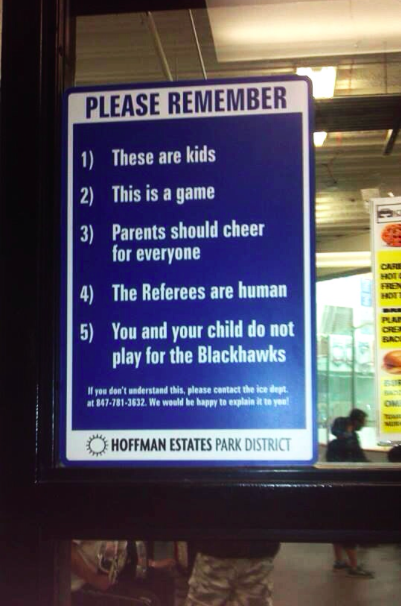 PLEASE REMEMBER
1) These are kids
2) This is a game
3) Parents should cheer
for everyone
4) The Referees are human
5) You and your child do not
play for the Blackhawks
If you don't understand this, please contact the ice dept.
at 847-781-3632. We would be happy to explain it to you!
HOFFMAN ESTATES PARK DISTRICT